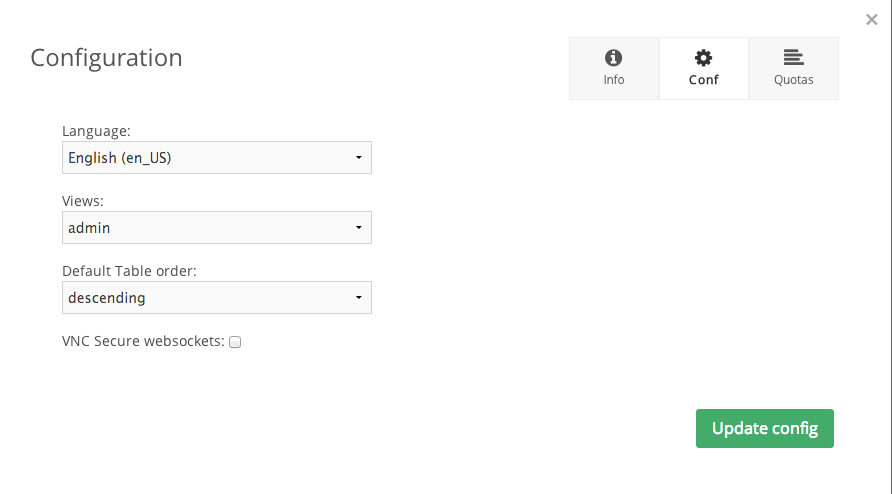 Configuration
Info
Conf
Quotas
Language:
English (en_US)
Views:
admin
Default Table order:
descending
VNC Secure websockets:
Update config